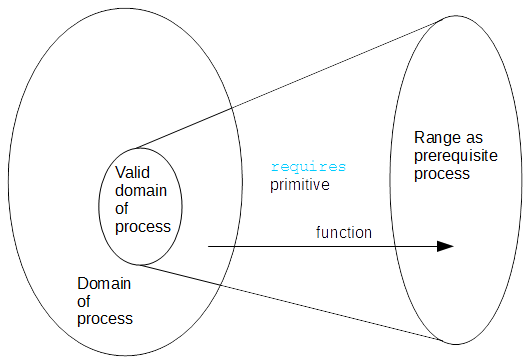 Valid
domain
of
process
Domain
of
process
requires
primitive
function
Range as
prerequisite
process